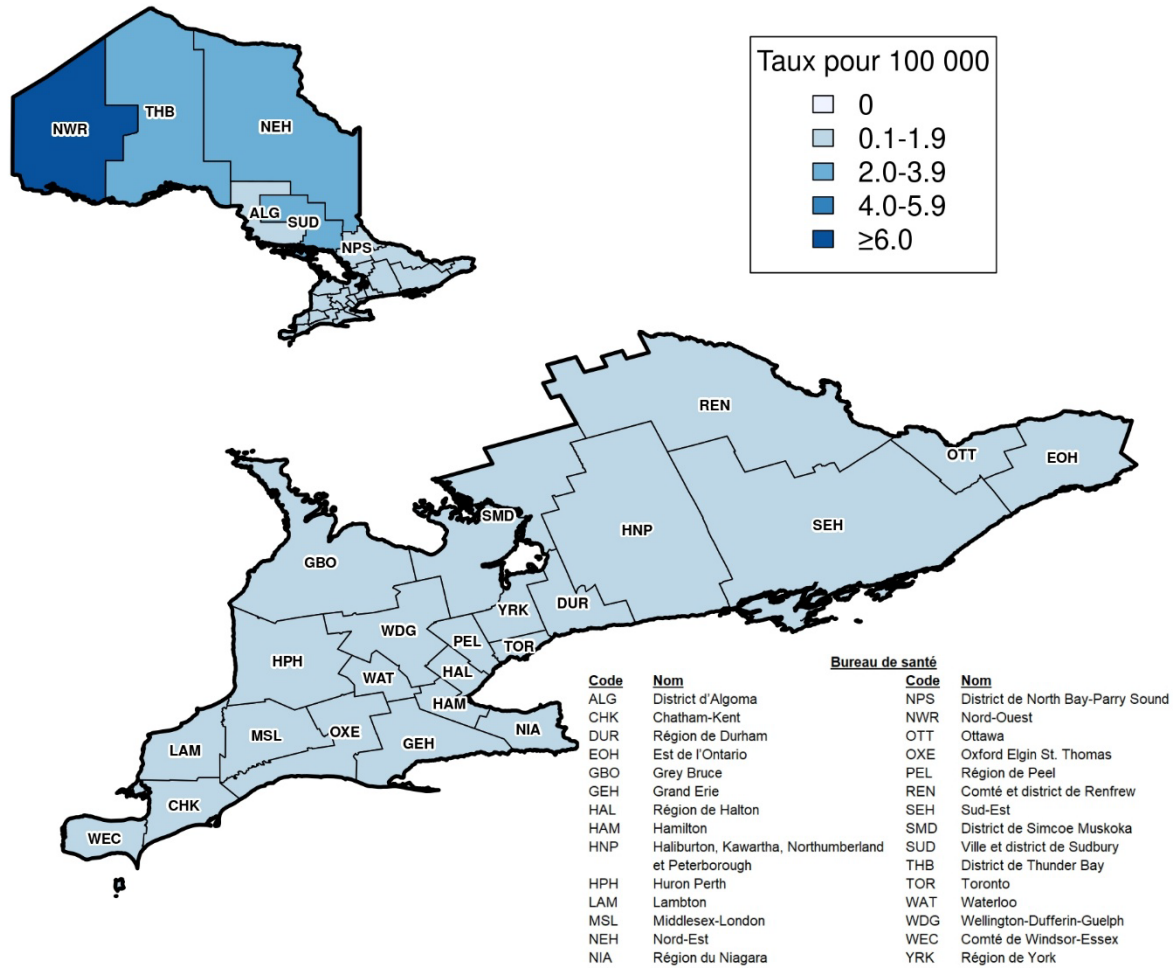 NWR
THB
NEH
ALG
SUD
NPS
Taux pour 100 000
0
0.1-1.9
2.0-3.9
4.0-5.9
≥6.0
REN
OTT
EOH
SMD
HNP
SEH
GBO
YRK
DUR
WDG
PEL
TOR
HPH
WAT
HAL
HAM
MSL
OXE
GEH
NIA
LAM
CHK
WEC
Bureau de santé
Code Nom
ALG District d'Algoma
CHK Chatham-Kent
DUR Région de Durham
EOH Est de l'Ontario
GBO Grey Bruce
GEH Grand Erie
HAL Région de Halton
HAM Hamilton
HNP Haliburton, Kawartha, Northumberland
et Peterborough
HPH Huron Perth
LAM Lambton
MSL Middlesex-London
NEH Nord-Est
NIA Région du Niagara
Code Nom
NPS District de North Bay-Parry Sound
NWR Nord-Ouest
OTT Ottawa
OXE Oxford Elgin St. Thomas
PEL Région de Peel
REN Comté et district de Renfrew
SEH Sud-Est
SMD District de Simcoe Muskoka
SUD Ville et district de Sudbury
THB District de Thunder Bay
TOR Toronto
WAT Waterloo
WDG Wellington-Dufferin-Guelph
WEC Comté de Windsor-Essex
YRK Région de York